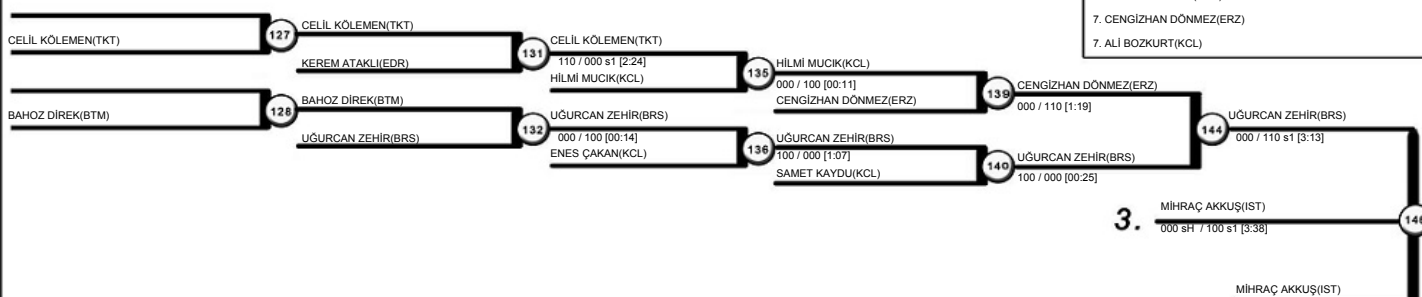 7. CENGİZHAN DÖNMEZ(ERZ)
7. ALİ BOZKURT(KCL)
CELİL KÖLEMEN(TKT)
127
CELİL KÖLEMEN(TKT)
KEREM ATAKLI(EDR)
131
CELİL KÖLEMEN(TKT)
110 / 000 s1 [2:24]
HİLMİ MUCIK(KCL)
135
HİLMİ MUCIK(KCL)
000 / 100 [00:11]
CENGİZHAN DÖNMEZ(ERZ)
139
CENGİZHAN DÖNMEZ(ERZ)
000 / 110 [1:19]
BAHOZ DİREK(BTM)
128
BAHOZ DİREK(BTM)
UĞURCAN ZEHİR(BRS)
132
UĞURCAN ZEHİR(BRS)
000 / 100 [00:14]
ENES ÇAKAN(KCL)
136
UĞURCAN ZEHİR(BRS)
100 / 000 [1:07]
SAMET KAYDU(KCL)
140
UĞURCAN ZEHİR(BRS)
100 / 000 [00:25]
144
UĞURCAN ZEHİR(BRS)
000 / 110 s1 [3:13]
3.
MİHRAÇ AKKUŞ(IST)
000 sH / 100 s1 [3:38]
MİHRAÇ AKKUŞ(IST)